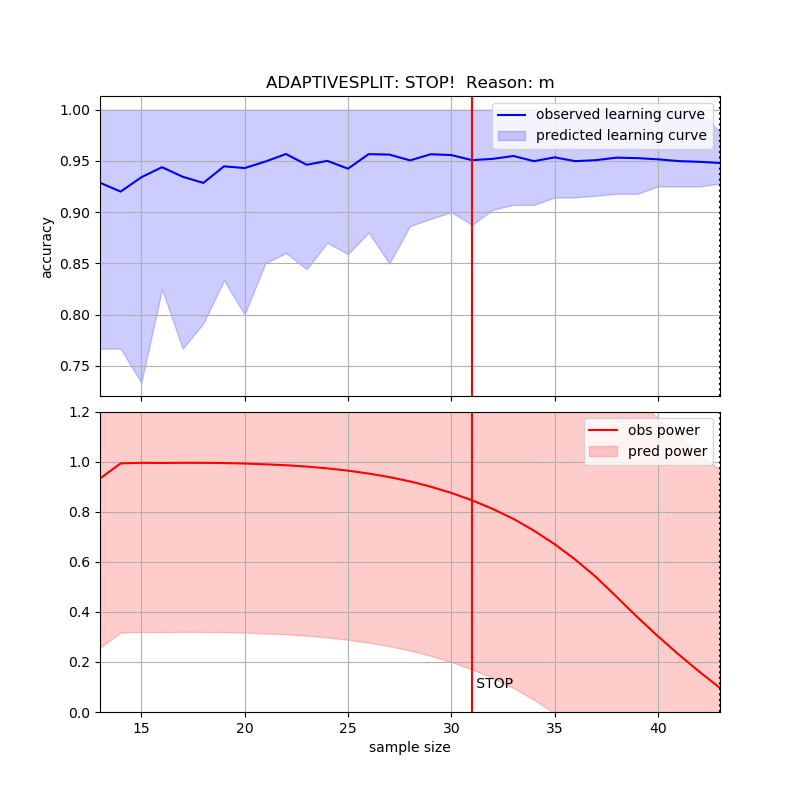 ADAPTIVESPLIT: STOP!  Reason: m
1.00
0.95
0.90
0.85
0.80
0.75
accuracy
observed learning curve
predicted learning curve
1.2
1.0
0.8
0.6
0.4
0.2
0.0
obs power
pred power
STOP
15 20 25 30 35 40
sample size